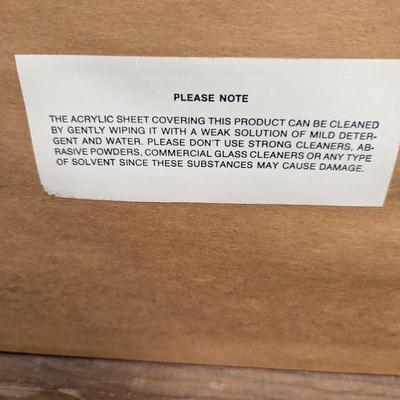 PLEASE NOTE
THE ACRYLIC SHEET COVERING THIS PRODUCT CAN BE CLEANED
BY GENTLY WIPING IT WITH A WEAK SOLUTION OF MILD DETER-
GENT AND WATER. PLEASE DON'T USE STRONG CLEANERS, AB-
RASIVE POWDERS, COMMERCIAL GLASS CLEANERS OR ANY TYPE
OF SOLVENT SINCE THESE SUBSTANCES MAY CAUSE DAMAGE.